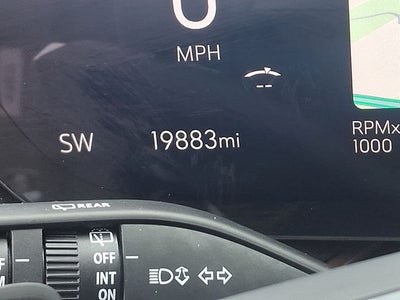 0
MPH
SW 19883mi
RPMx
1000
REAR
OFF
INT
ON